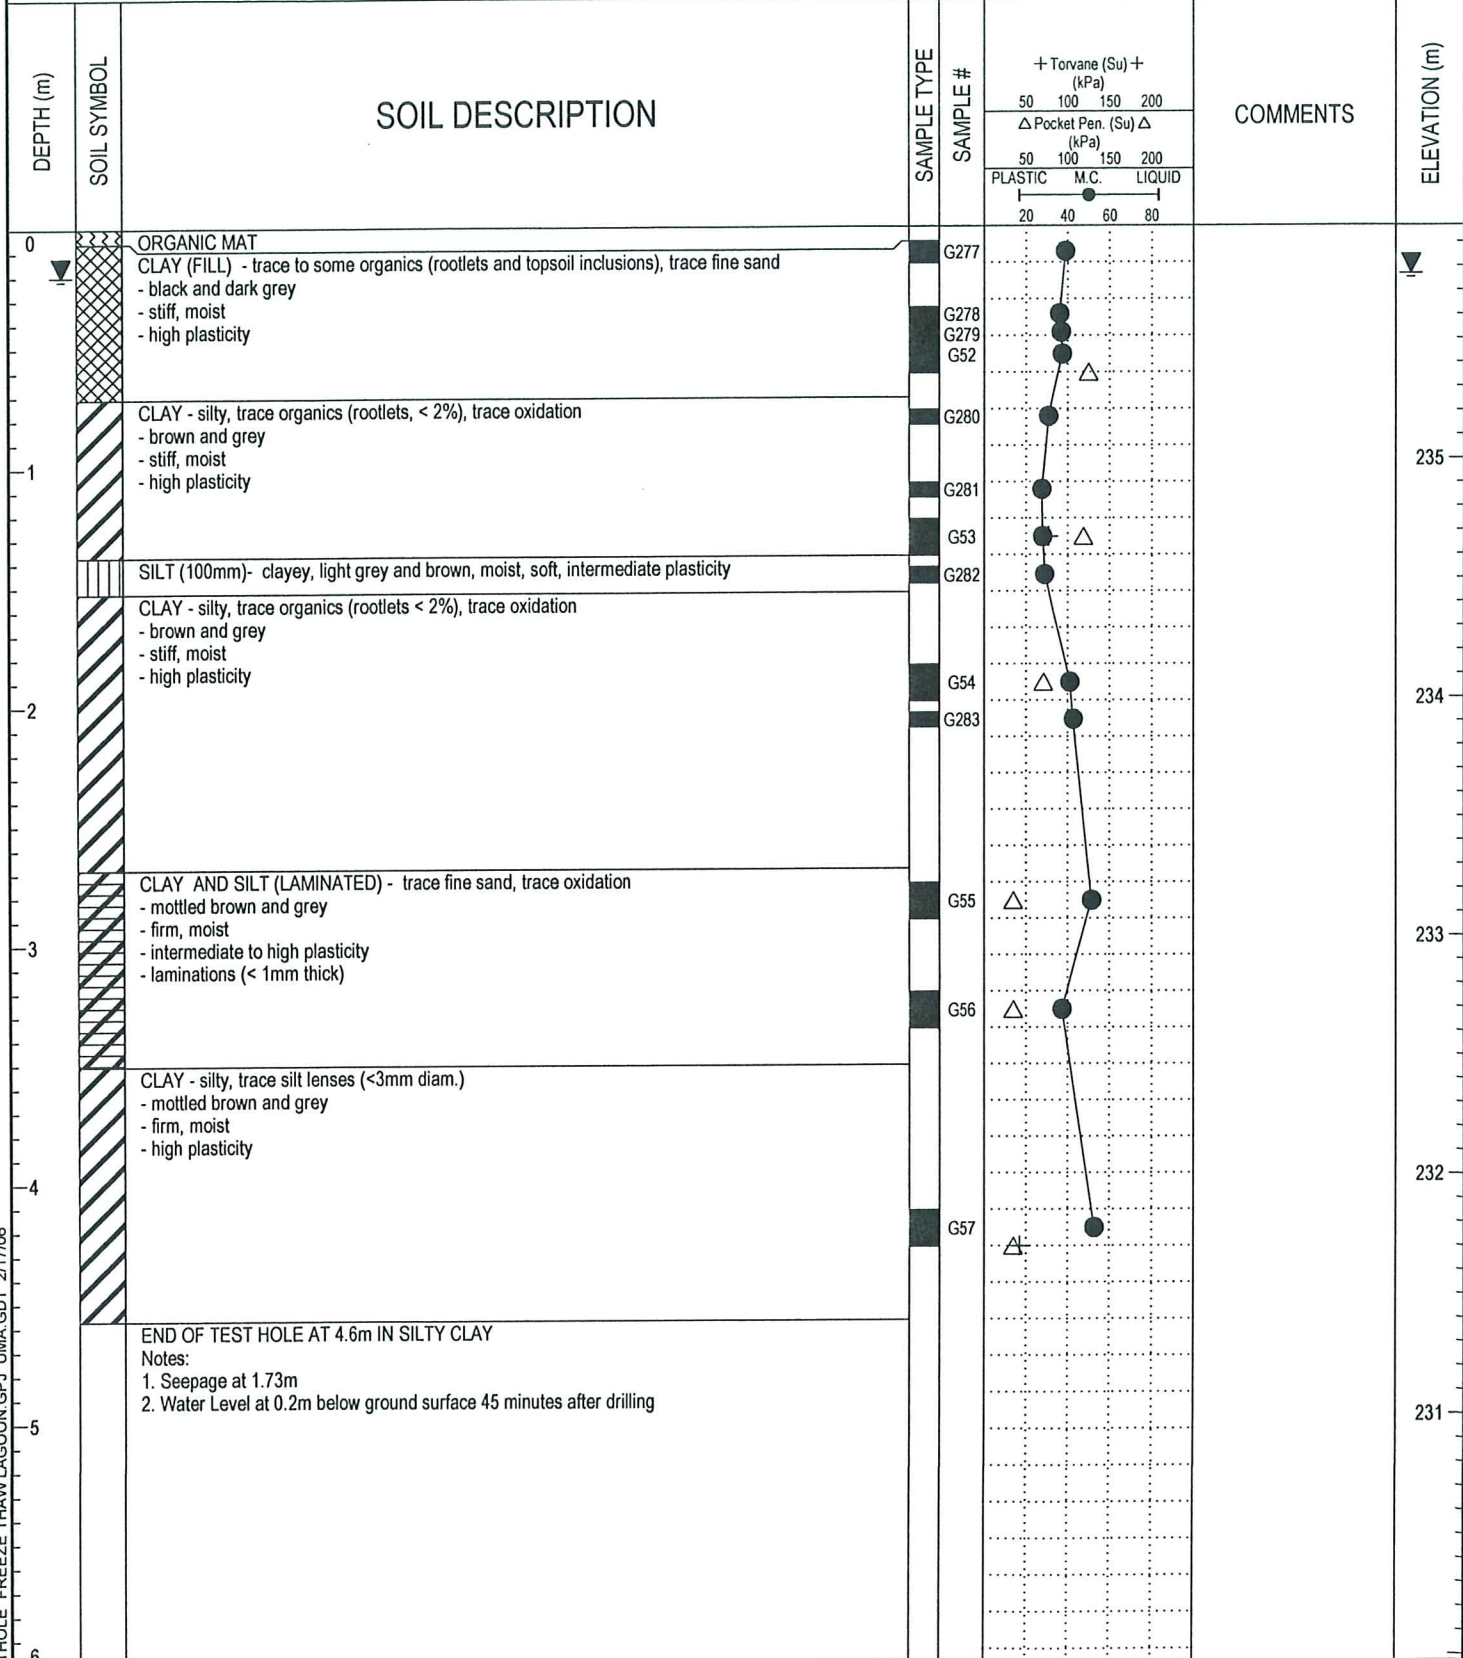 DEPTH (m)
SOIL SYMBOL
SOIL DESCRIPTION
SAMPLE TYPE
SAMPLE #
+Torvane (Su)+
(kPa)
50 100 150 200
△ Pocket Pen. (Su) △
(kPa)
50 100 150 200
PLASTIC M.C. LIQUID
20 40 60 80
COMMENTS
ELEVATION (m)
0
ORGANIC MAT
G277
CLAY (FILL) - trace to some organics (rootlets and topsoil inclusions), trace fine sand
- black and dark grey
- stiff, moist
G278
- high plasticity
G279
G52
CLAY - silty, trace organics (rootlets, < 2%), trace oxidation
G280
- brown and grey
- stiff, moist
235
1
- high plasticity
G281
G53
SILT (100mm)- clayey, light grey and brown, moist, soft, intermediate plasticity
G282
CLAY - silty, trace organics (rootlets < 2%), trace oxidation
- brown and grey
- stiff, moist
- high plasticity
G54
234
2
G283
CLAY AND SILT (LAMINATED) - trace fine sand, trace oxidation
- mottled brown and grey
G55
- firm, moist
233
3
- intermediate to high plasticity
- laminations (< 1mm thick)
G56
CLAY - silty, trace silt lenses (<3mm diam.)
- mottled brown and grey
- firm, moist
- high plasticity
232
4
G57
END OF TEST HOLE AT 4.6m IN SILTY CLAY
Notes:
1. Seepage at 1.73m
2. Water Level at 0.2m below ground surface 45 minutes after drilling
231
5
6
FREEZE THAW LAGOON.GPJ UMA.GDT 2/17/06